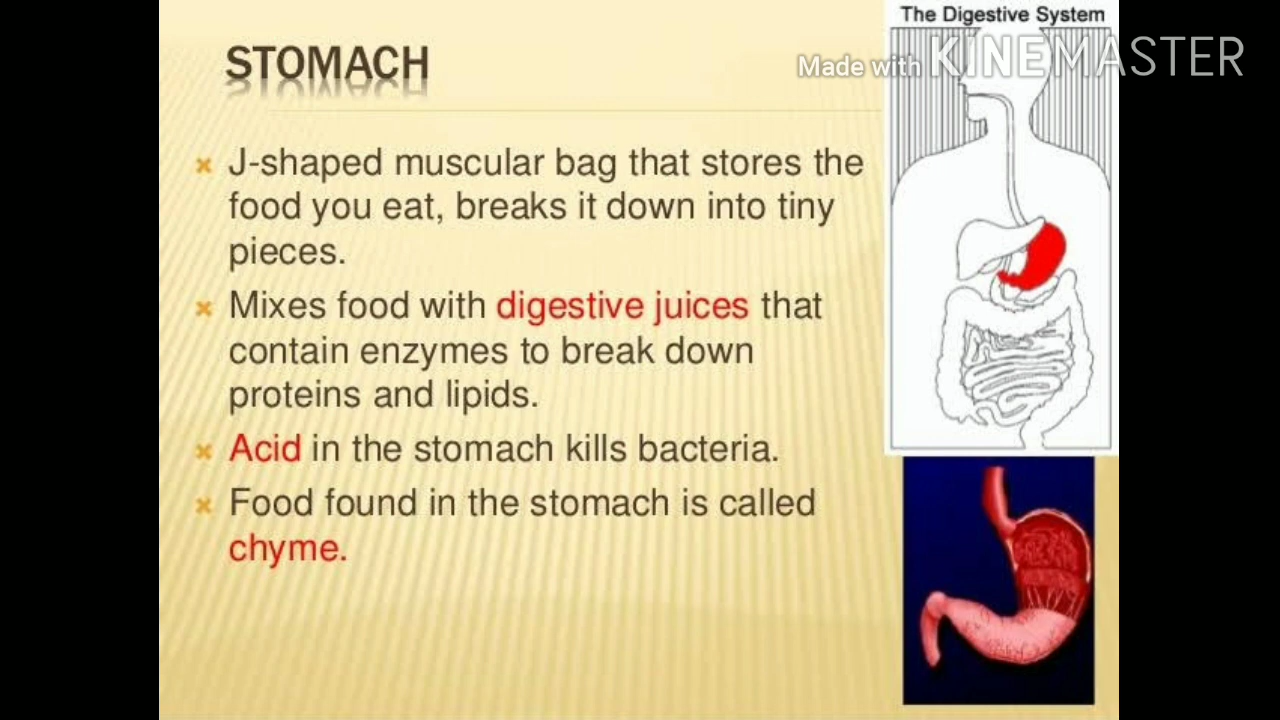 The Digestive System
Made with KINEMASTER
STOMACH
J-shaped muscular bag that stores the
food you eat, breaks it down into tiny
pieces.
Mixes food with digestive juices that
contain enzymes to break down
proteins and lipids.
Acid in the stomach kills bacteria.
Food found in the stomach is called
chyme.